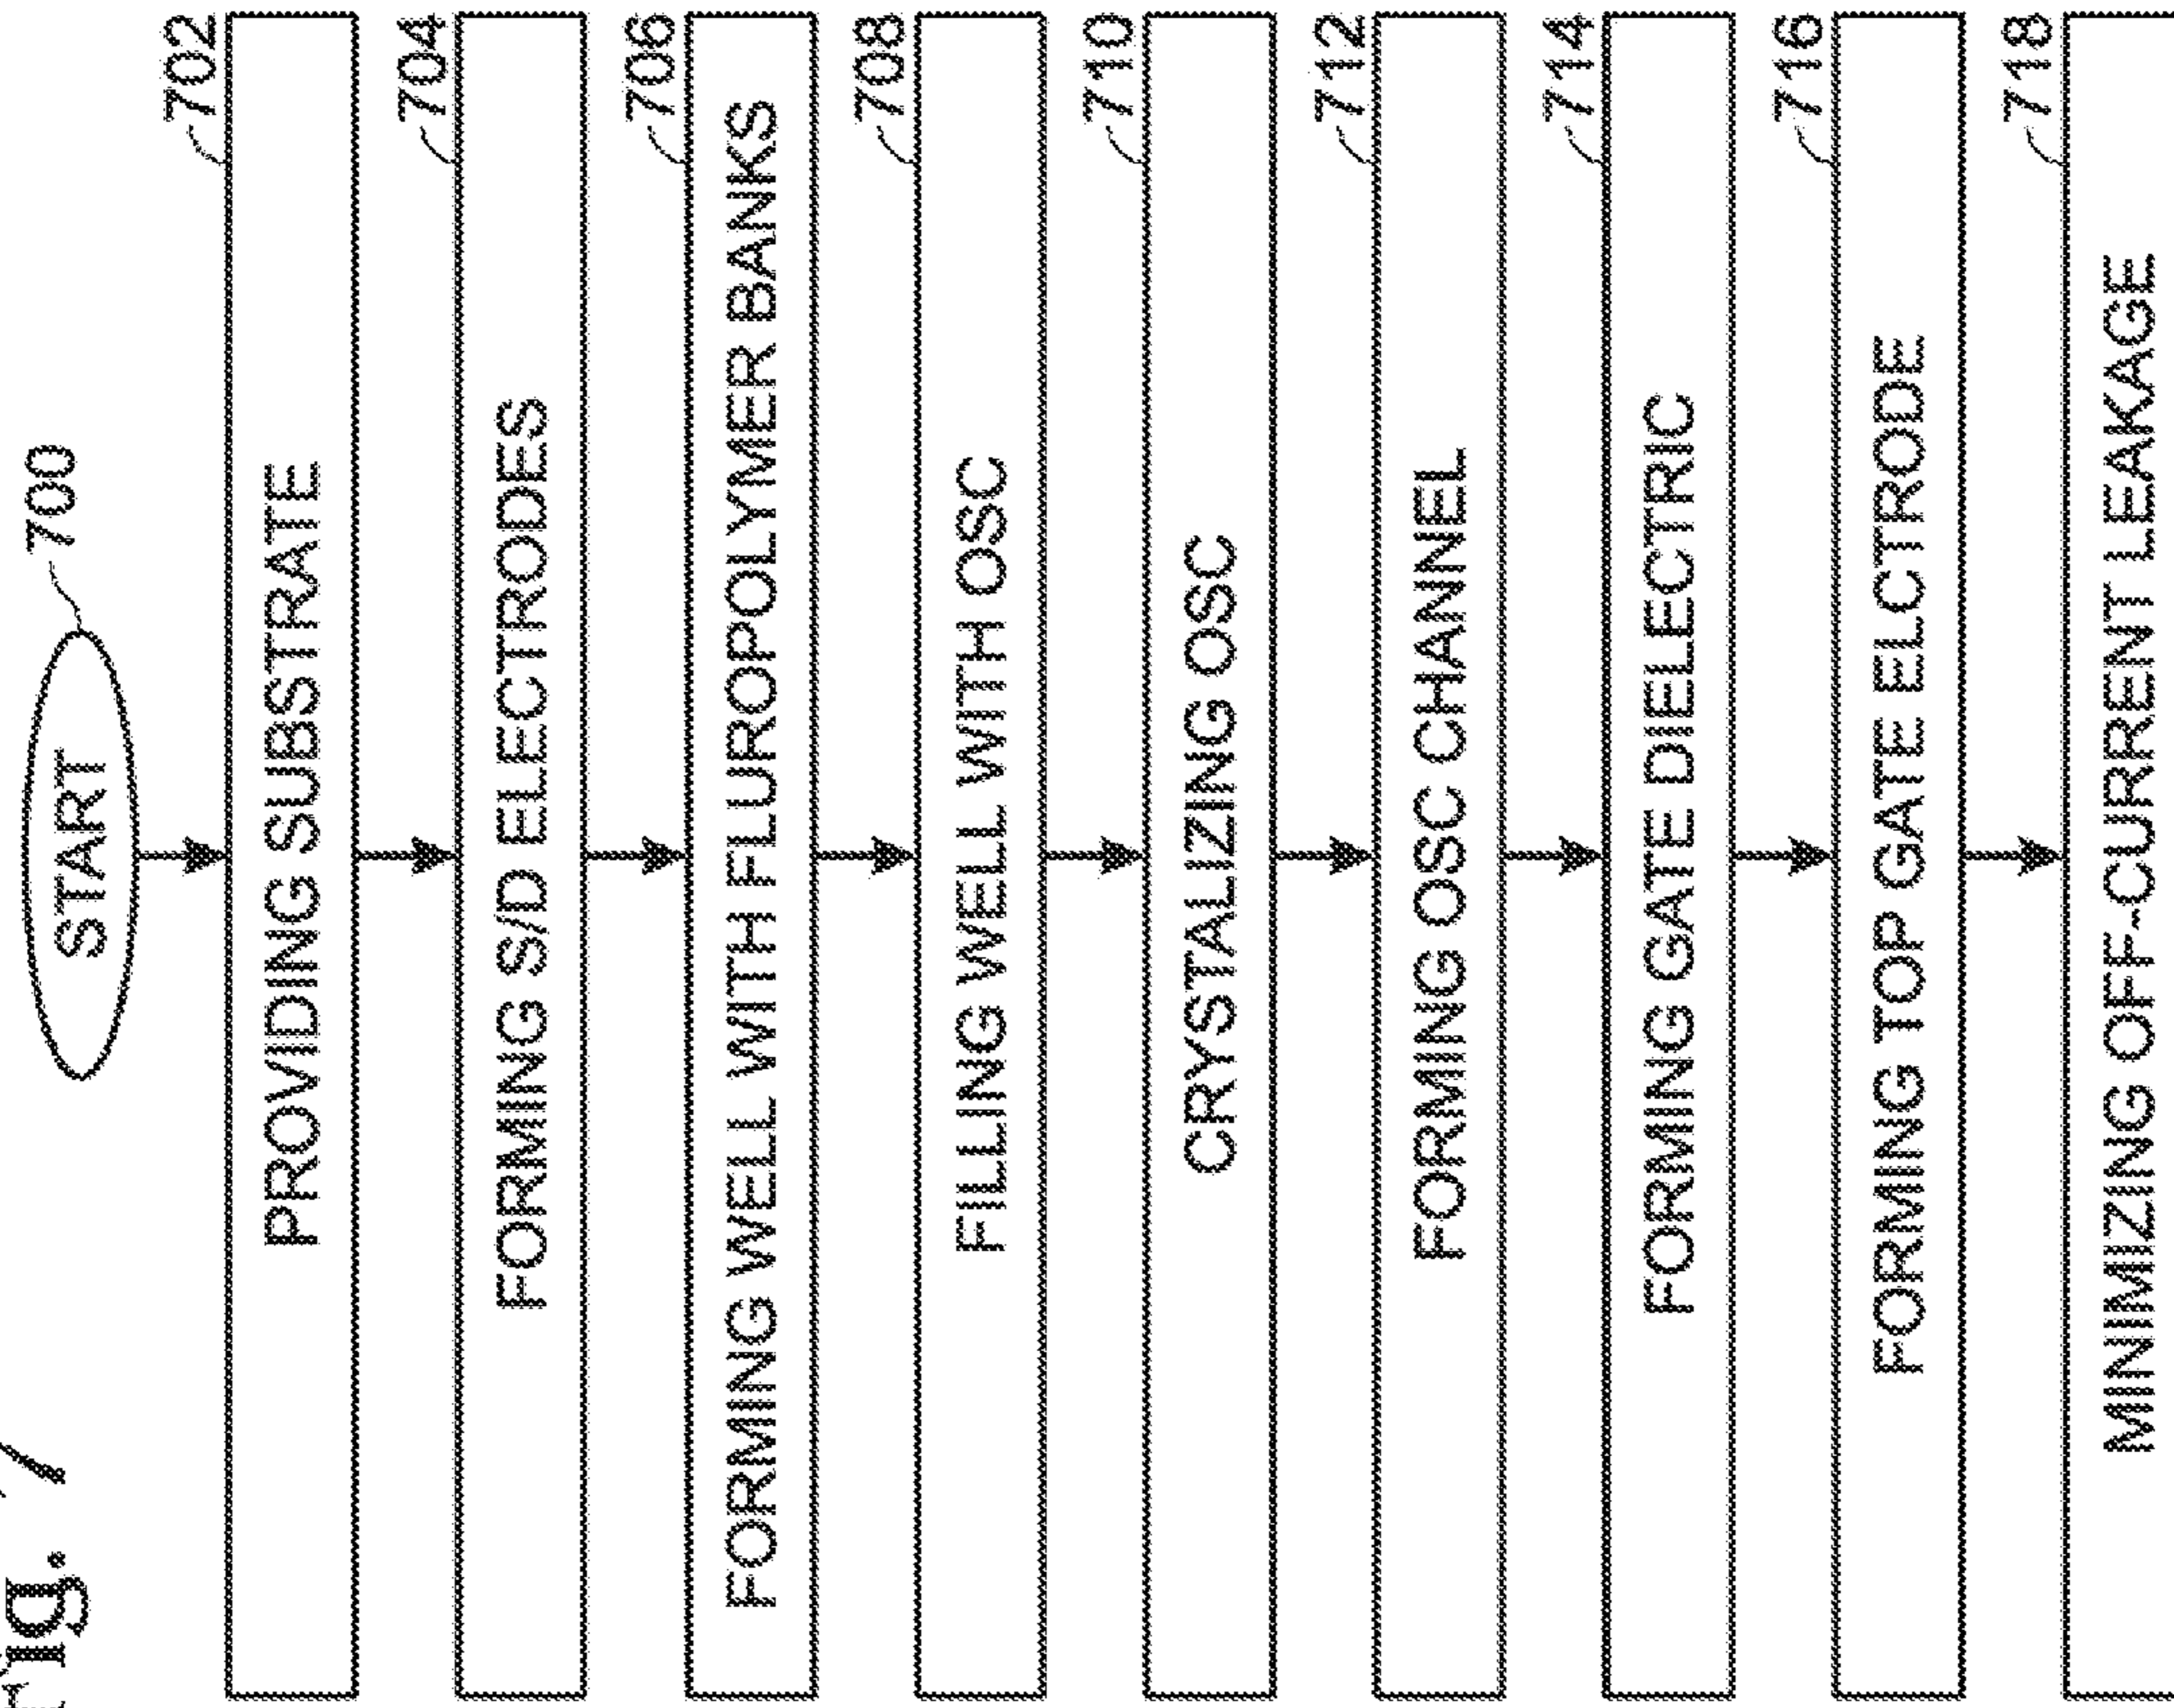 Fig. 7
START
700
702
PROVIDING SUBSTRATE
704
FORMING S/D ELECTRODES
706
FORMING WELL WITH FLUROPOLYMER BANKS
708
FILLING WELL WITH OSC
710
CRYSTALIZING OSC
712
FORMING OSC CHANNEL
714
FORMING GATE DIELECTRIC
716
FORMING TOP GATE ELCTRODE
718
MINIMIZING OFF-CURRENT LEAKAGE